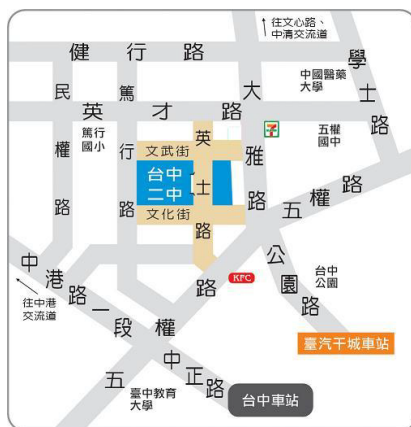 往文心路、
中清交流道
健行路
學士路
中國醫藥
大學
民權路
篤行路
大雅路
英才路
7
篤行
國小
五權
國中
文武街
英士路
台中
二中
文化街
五權路
中港路一段
往中港
交流道
公園路
台中
公園
KFC
臺汽干城車站
中正路
臺中教育
大學
台中車站